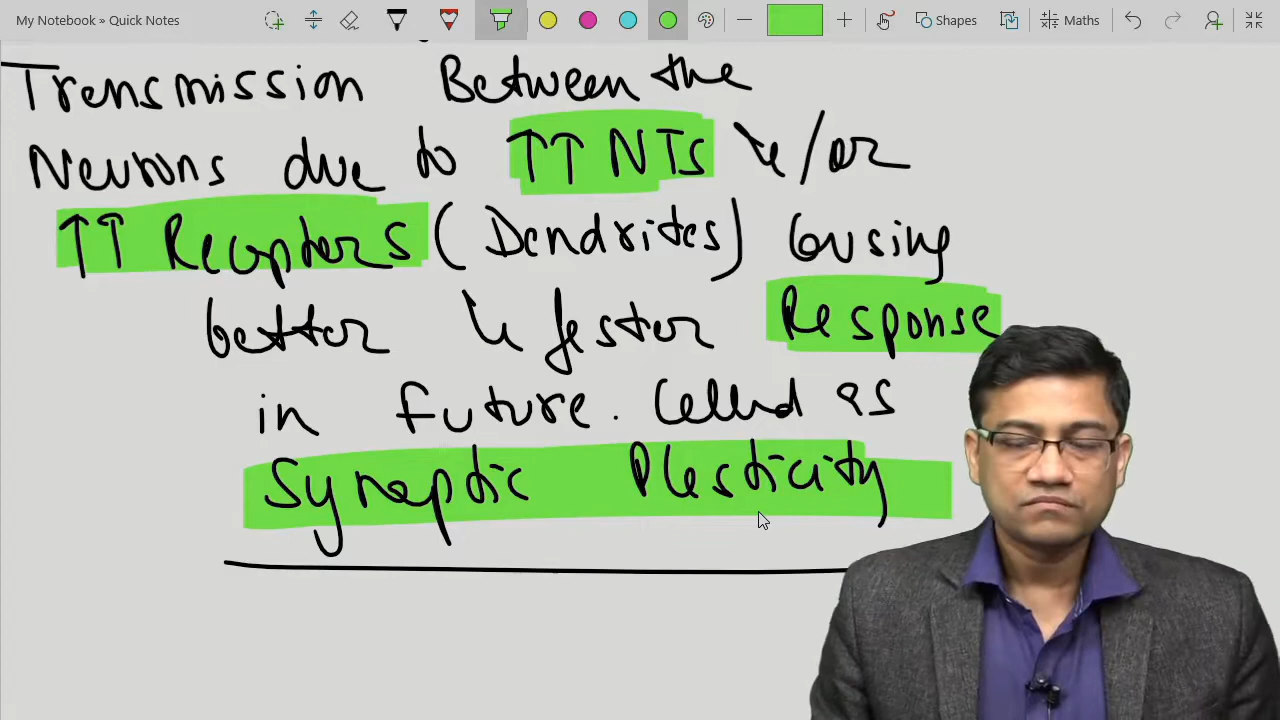 My Notebook » Quick Notes
Shapes
Maths
Transmission Between the
Neurons due to ↑↑ NTs &/or
↑↑ Receptors (Dendrites) causing
better & faster Response
in future. Called as
Synaptic Plasticity